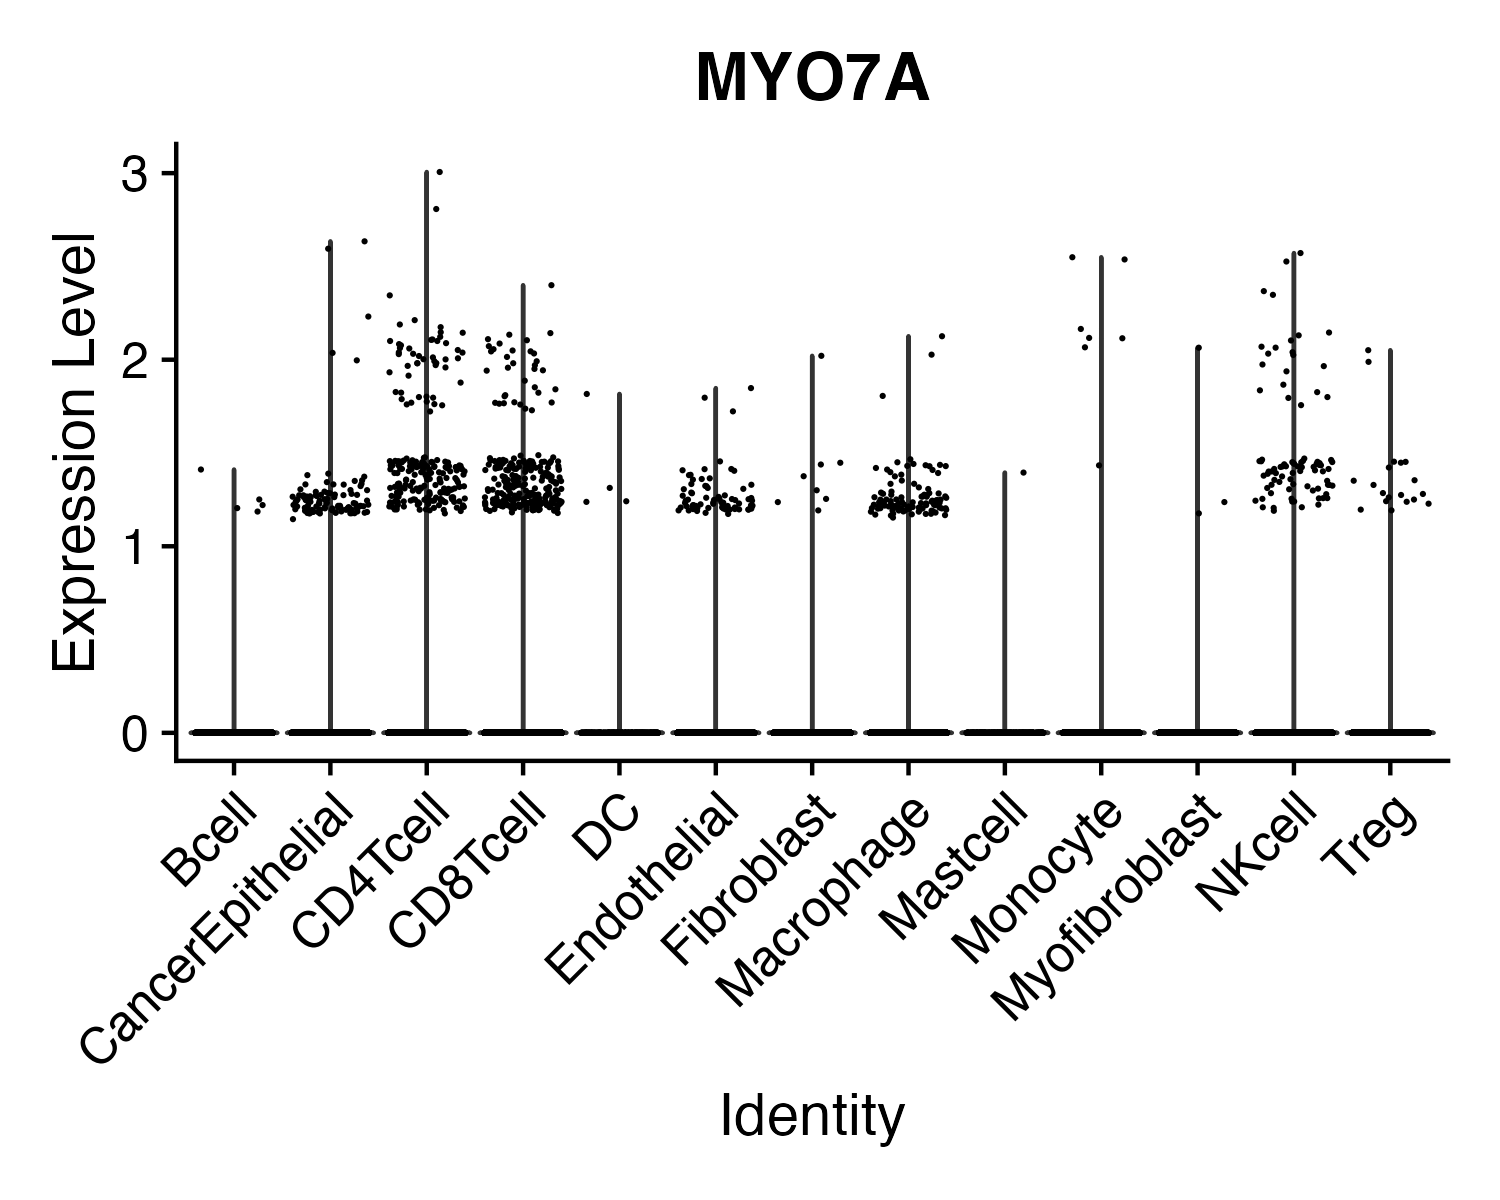 MYO7A
Expression Level
3
2
1
0
Bcell
CancerEpithelial
CD4Tcell
CD8Tcell
DC
Endothelial
Fibroblast
Macrophage
Mastcell
Monocyte
Myofibroblast
NKcell
Treg
Identity